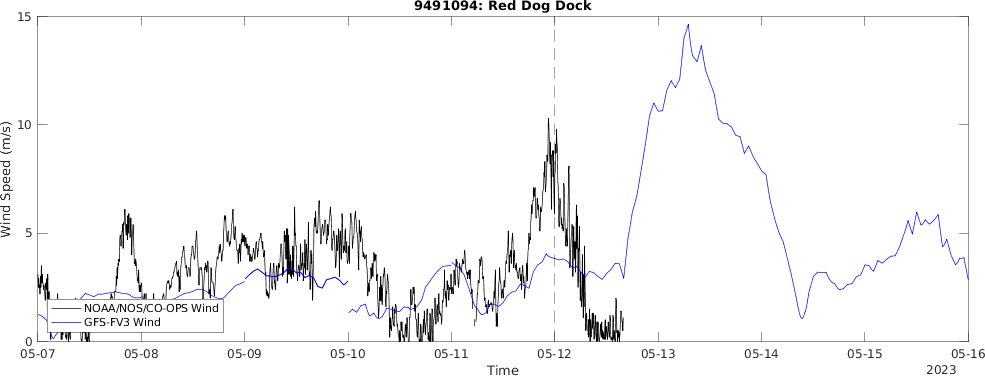 9491094: Red Dog Dock
15
10
5
0
Wind Speed (m/s)
NOAA/NOS/CO-OPS Wind
GFS-FV3 Wind
05-07 05-08 05-09 05-10 05-11 05-12 05-13 05-14 05-15 05-16
Time
2023